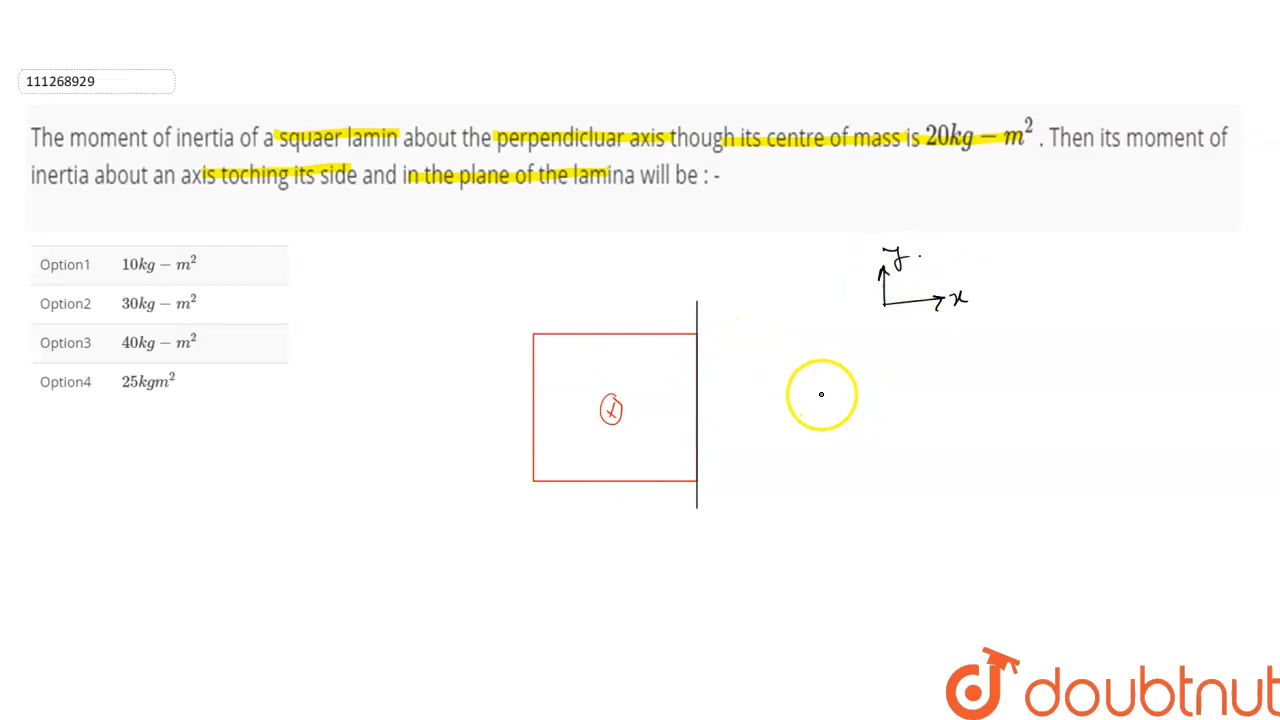 111268929
The moment of inertia of a squaer lamin about the perpendicluar axis though its centre of mass is 20kg − m² . Then its moment of
inertia about an axis toching its side and in the plane of the lamina will be : -
Option1 10kg − m²
Option2 30kg − m²
Option3 40kg − m²
Option4 25kgm²
y
x
doubtnut